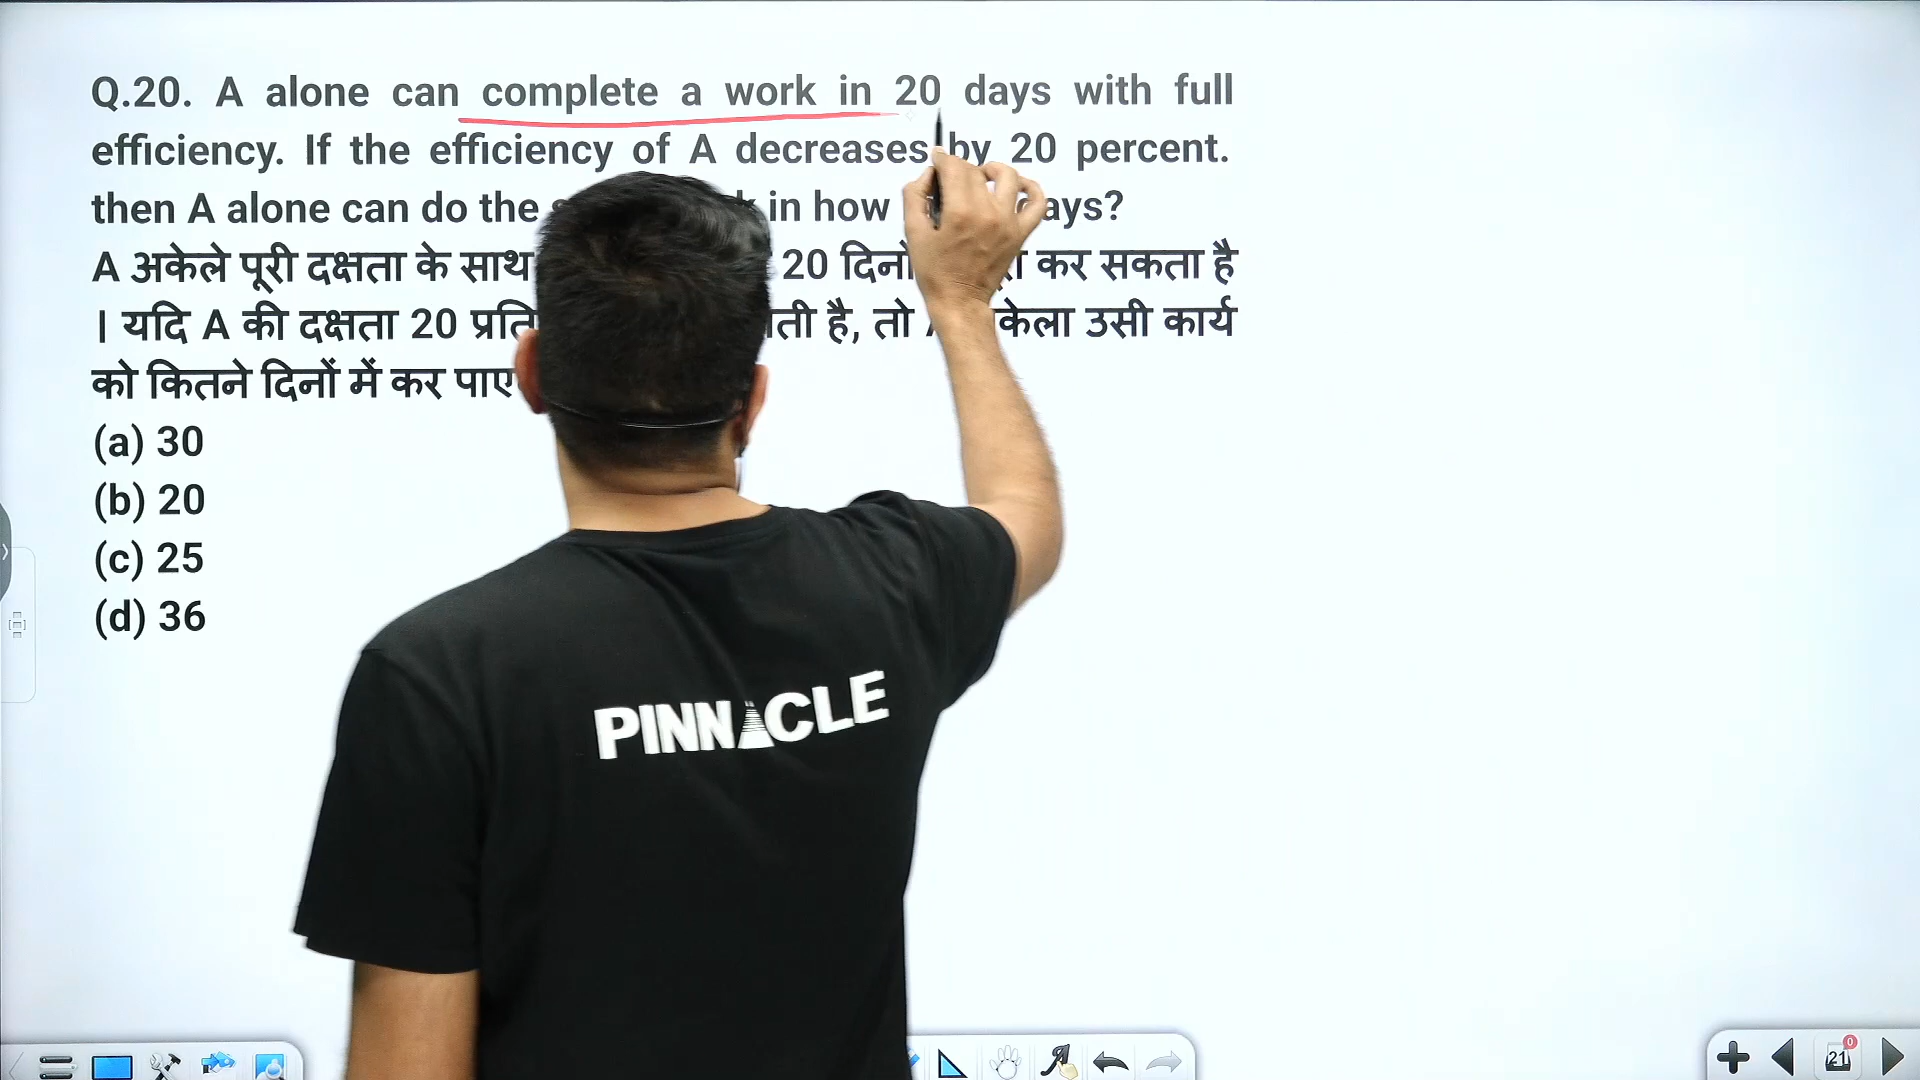 Q.20. A alone can complete a work in 20 days with full
efficiency. If the efficiency of A decreases by 20 percent.
then A alone can do the in how ays?
A अकेले पूरी दक्षता के साथ 20 दिनों कर सकता है
। यदि A की दक्षता 20 है, तो उसी कार्य
को कितने दिनों में कर
(a) 30
(b) 20
(c) 25
(d) 36
PINNACLE
21
0